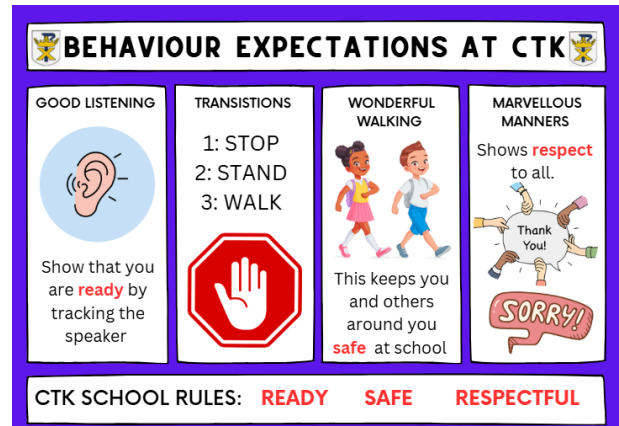 BEHAVIOUR EXPECTATIONS AT CTK
GOOD LISTENING
Show that you
are ready by
tracking the
speaker
TRANSISTIONS
1: STOP
2: STAND
3: WALK
WONDERFUL
WALKING
This keeps you
and others
around you
safe at school
MARVELLOUS
MANNERS
Shows respect
to all.
Thank
You!
SORRY!
CTK SCHOOL RULES: READY SAFE RESPECTFUL